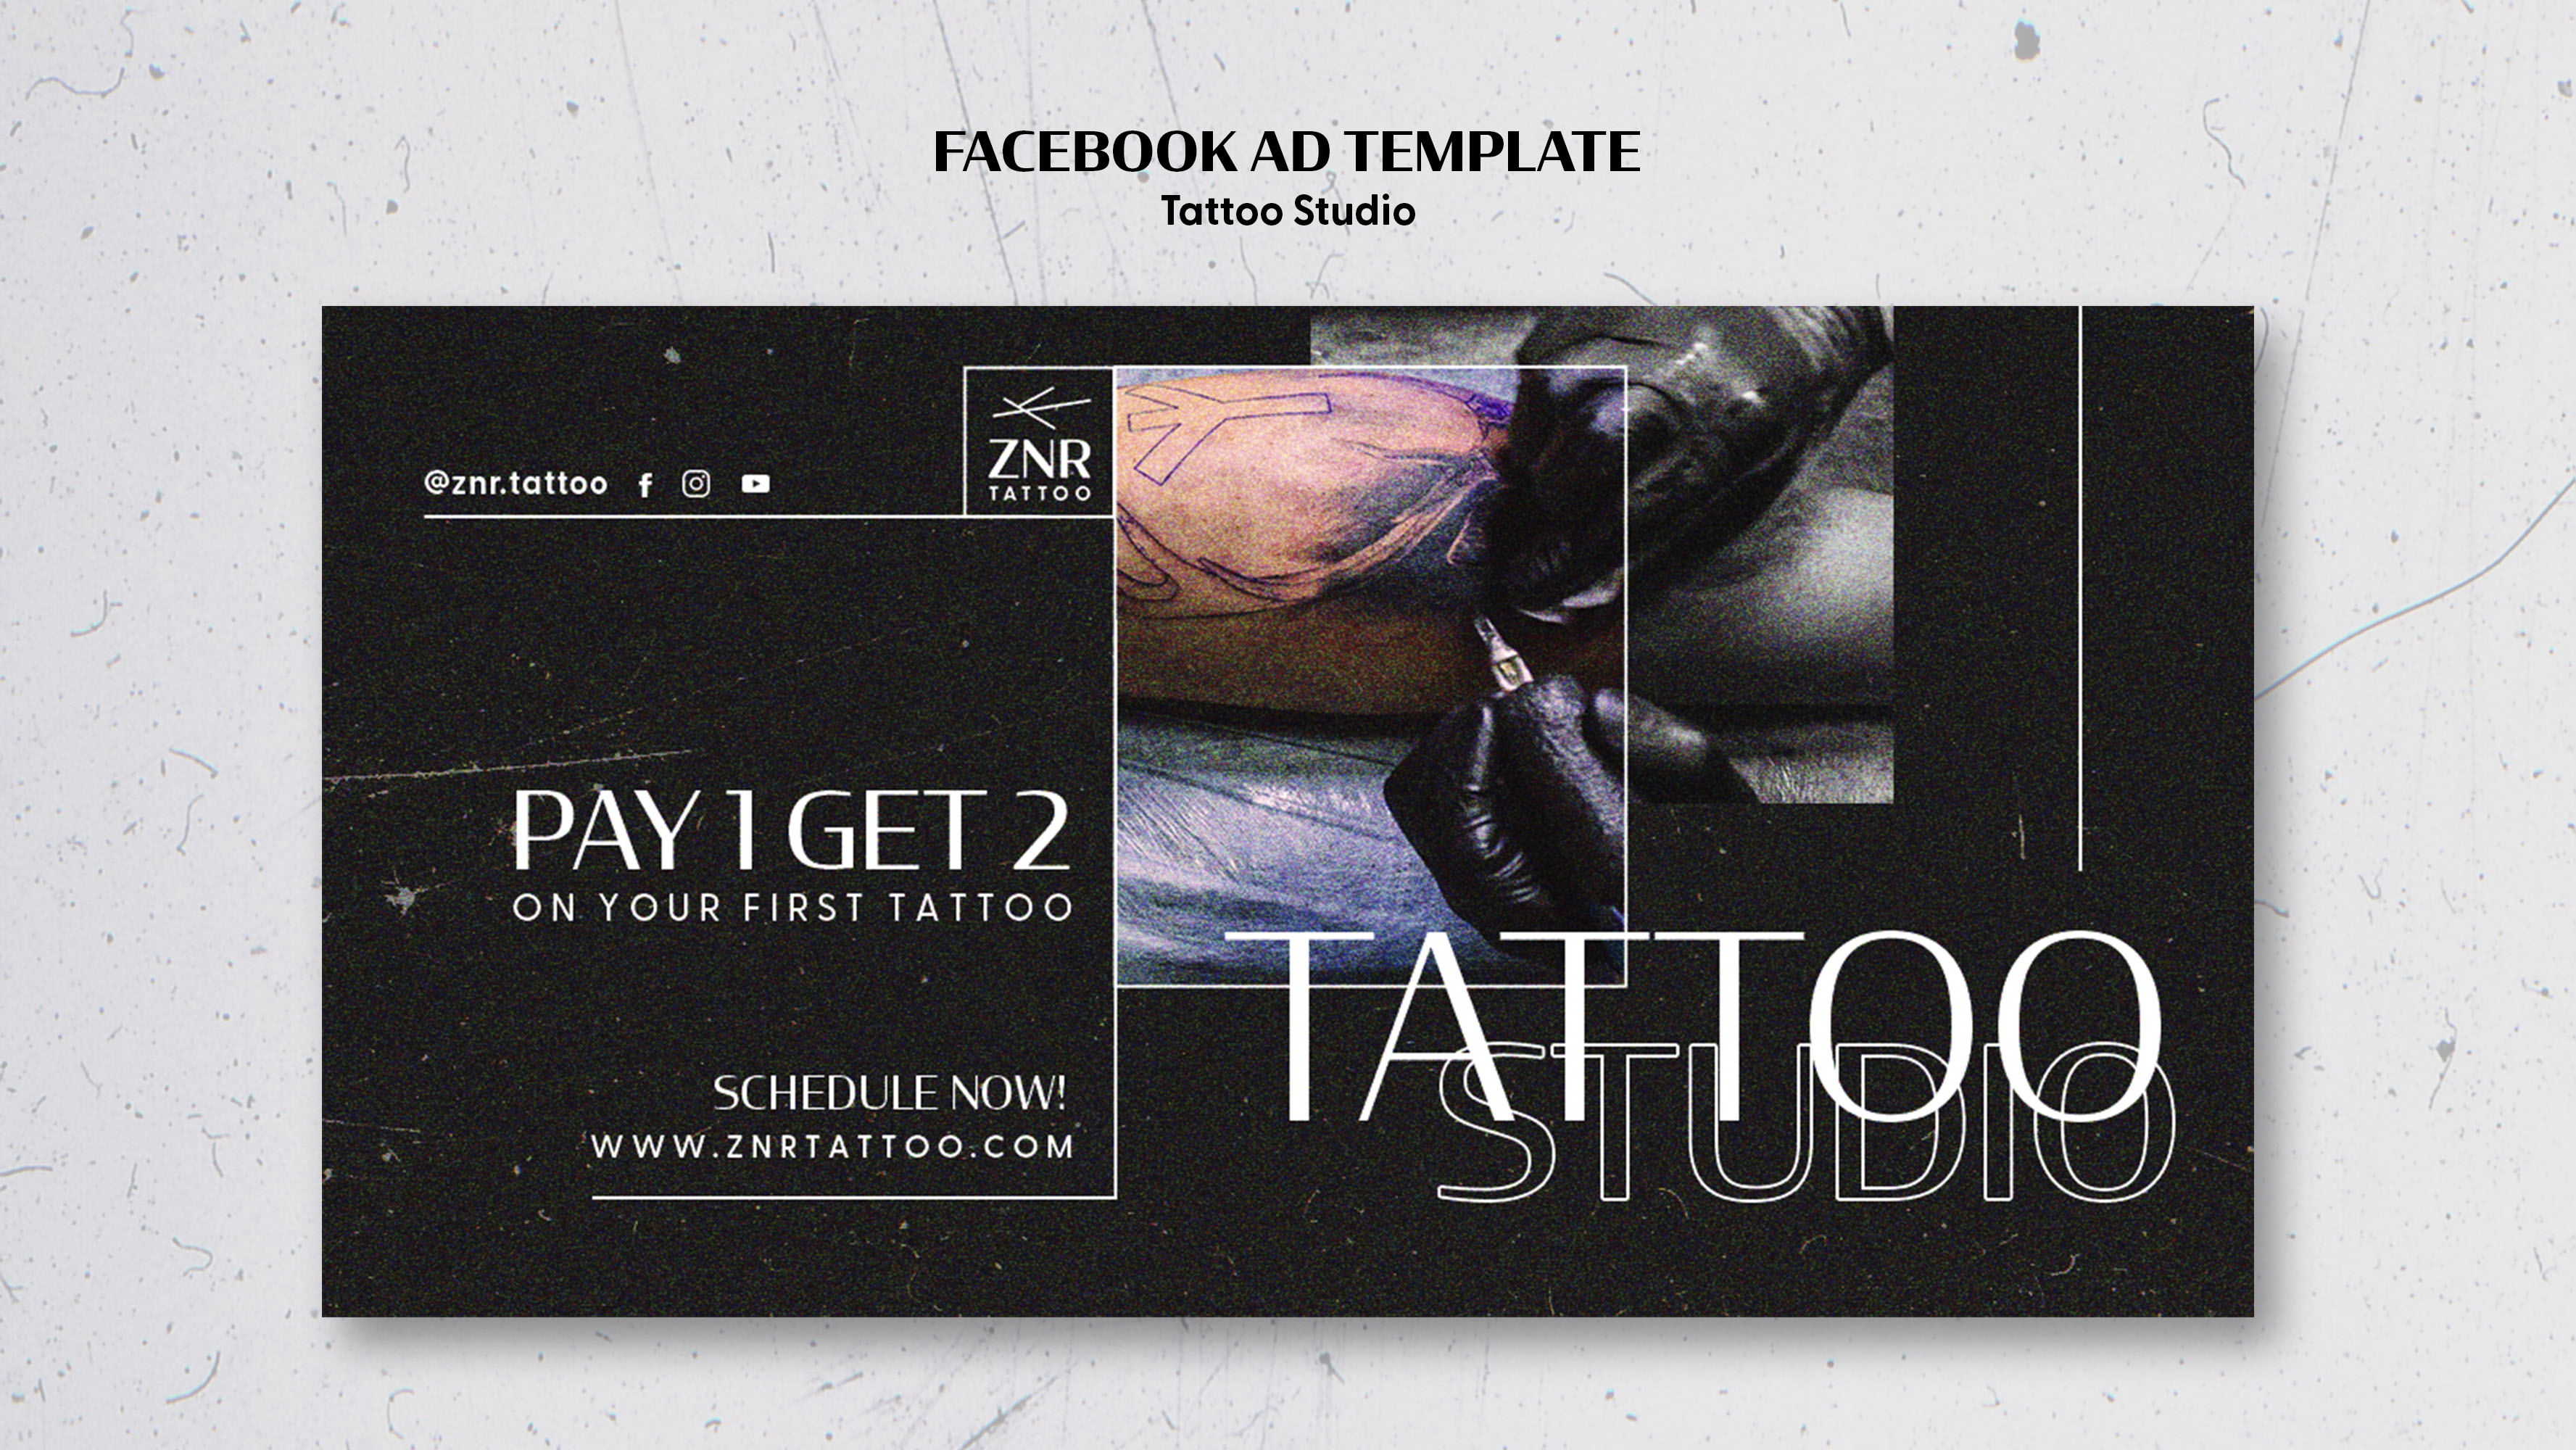 FACEBOOK AD TEMPLATE
Tattoo Studio
@znr.tattoo
ZNR
TATTOO
PAY 1 GET 2
ON YOUR FIRST TATTOO
SCHEDULE NOW!
WWW.ZNRTATTOO.COM
TATTOO
STUDIO